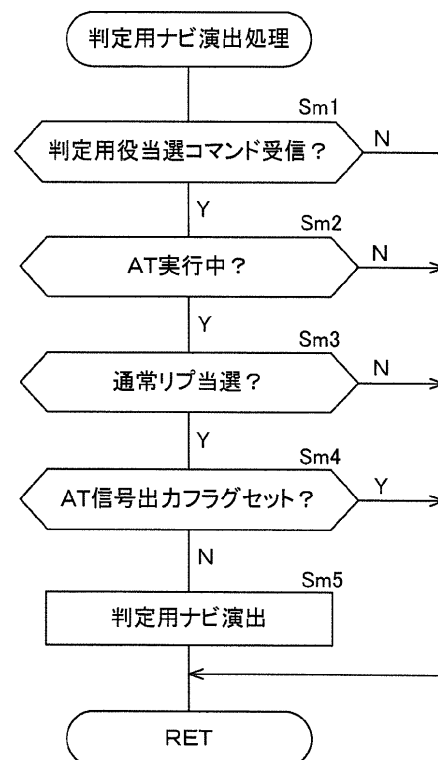 判定用ナビ演出処理
Sm1
判定用役当選コマンド受信？
N
Y
Sm2
AT実行中？
N
Y
Sm3
通常リプ当選？
N
Y
Sm4
AT信号出力フラグセット？
Y
N
Sm5
判定用ナビ演出
RET